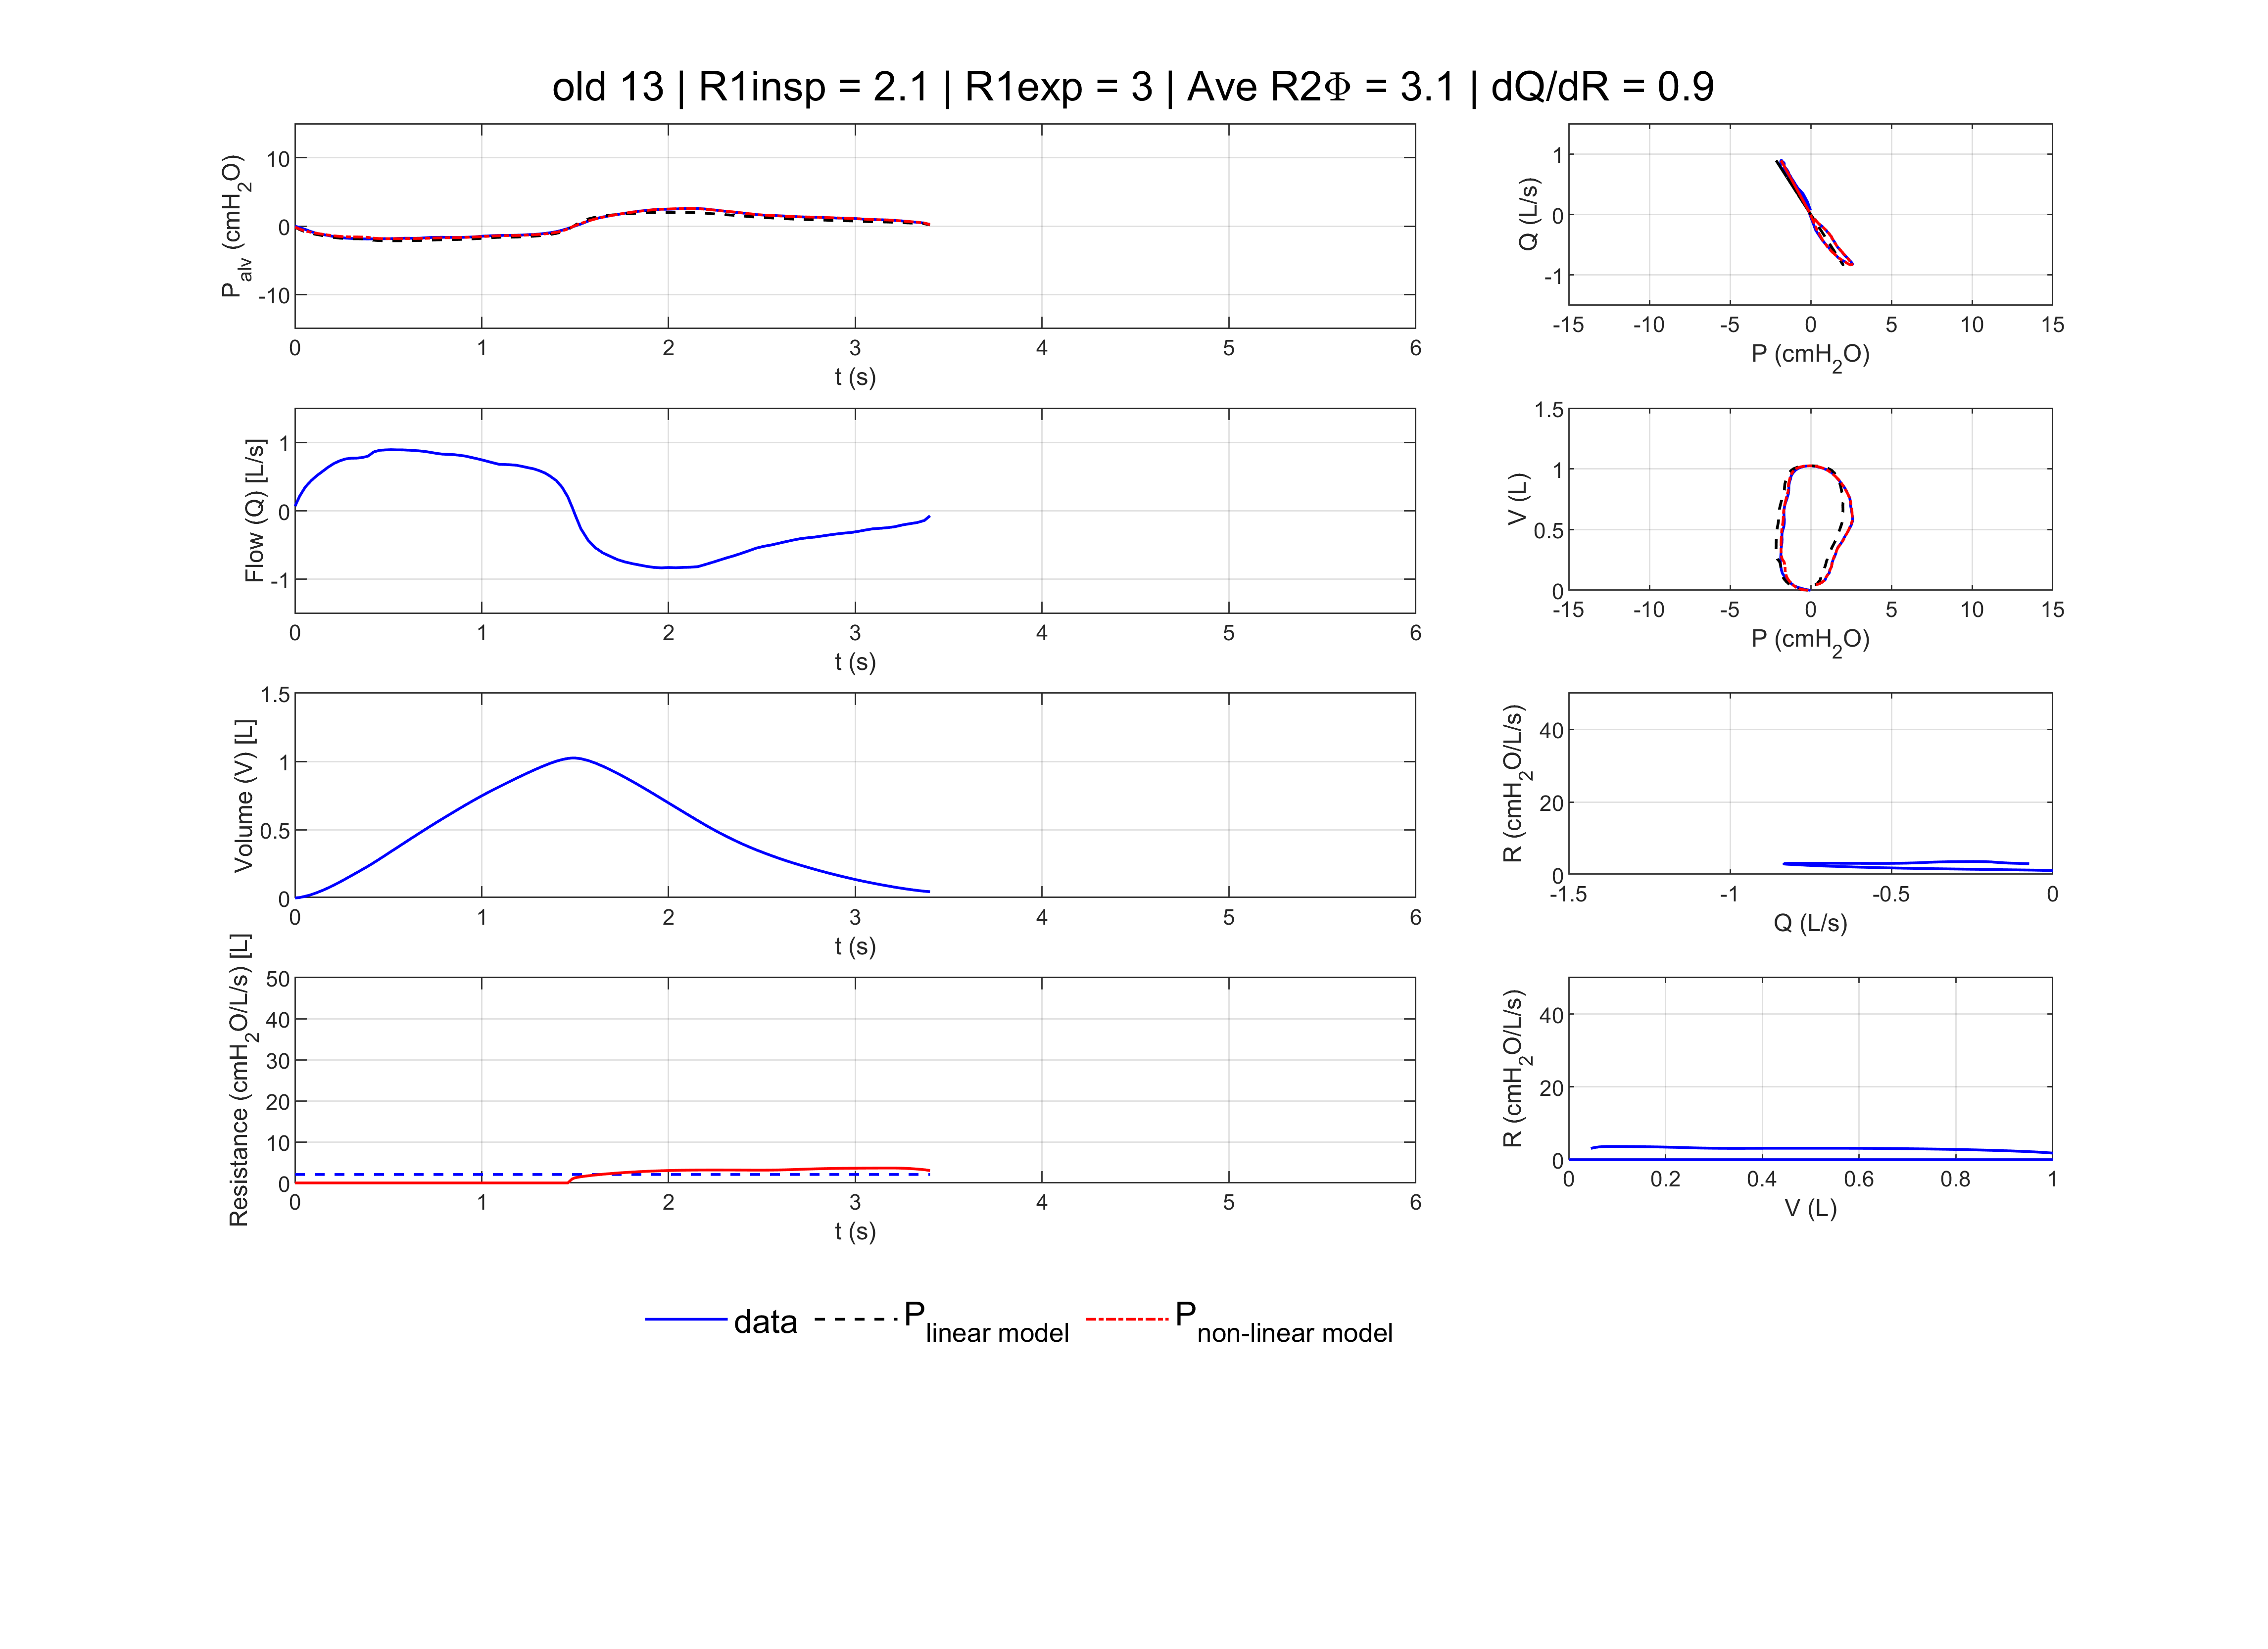 old 13 | R1insp = 2.1 | R1exp = 3 | Ave R2Φ = 3.1 | dQ/dR = 0.9
P_alv (cmH_2O)
10
0
-10
0 1 2 3 4 5 6
t (s)
Q (L/s)
1
0
-1
-15 -10 -5 0 5 10 15
P (cmH_2O)
Flow (Q) [L/s]
1
0
-1
0 1 2 3 4 5 6
t (s)
V (L)
1.5
1
0.5
0
-15 -10 -5 0 5 10 15
P (cmH_2O)
Volume (V) [L]
1.5
1
0.5
0
0 1 2 3 4 5 6
t (s)
R (cmH_2O/L/s)
40
20
0
-1.5 -1 -0.5 0
Q (L/s)
Resistance (cmH_2O/L/s) [L]
50
40
30
20
10
0
0 1 2 3 4 5 6
t (s)
R (cmH_2O/L/s)
40
20
0
0 0.2 0.4 0.6 0.8 1
V (L)
data P_linear model P_non-linear model